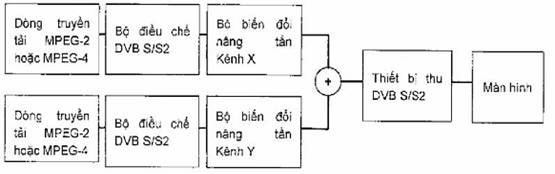 Dòng truyền
tải MPEG-2
hoặc MPEG-4
Bộ điều chế
DVB S/S2
Bộ biến đổi
nâng tần
Kênh X
Thiết bị thu
DVB S/S2
Màn hình
Dòng truyền
tải MPEG-2
hoặc MPEG-4
Bộ điều chế
DVB S/S2
Bộ biến đổi
nâng tần
Kênh Y